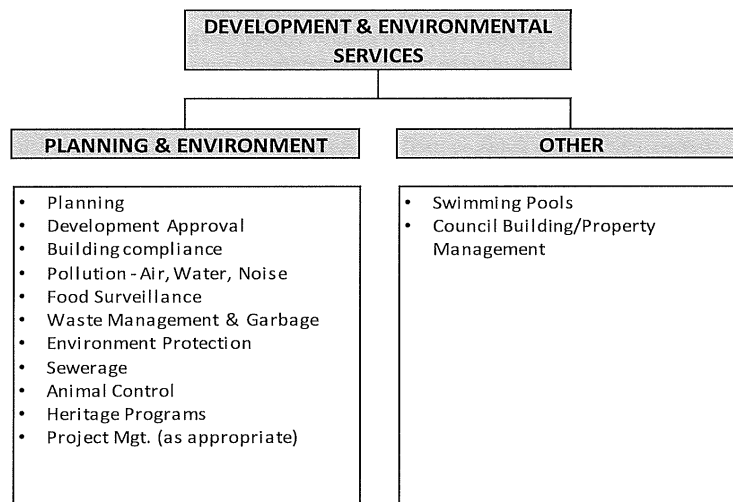 DEVELOPMENT & ENVIRONMENTAL
SERVICES
PLANNING & ENVIRONMENT
• Planning
• Development Approval
• Building compliance
• Pollution - Air, Water, Noise
• Food Surveillance
• Waste Management & Garbage
• Environment Protection
• Sewerage
• Animal Control
• Heritage Programs
• Project Mgt. (as appropriate)
OTHER
• Swimming Pools
• Council Building/Property
Management